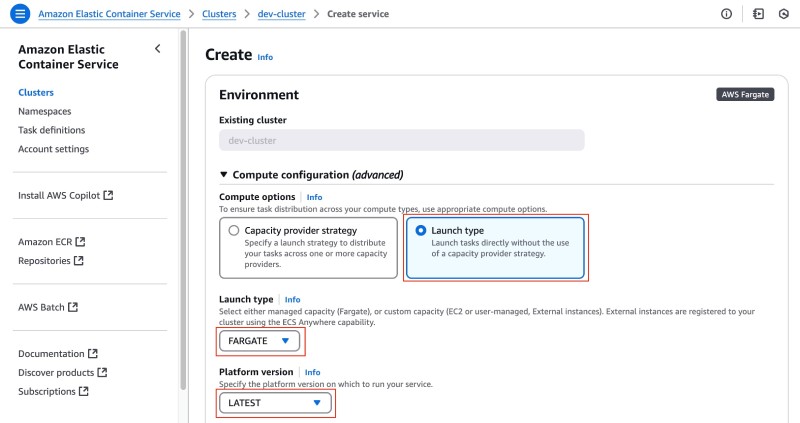 Amazon Elastic Container Service > Clusters > dev-cluster > Create service
Amazon Elastic
Container Service
Clusters
Namespaces
Task definitions
Account settings
Install AWS Copilot
Amazon ECR
Repositories
AWS Batch
Documentation
Discover products
Subscriptions
Create Info
Environment
AWS Fargate
Existing cluster
dev-cluster
Compute configuration (advanced)
Compute options | Info
To ensure task distribution across your compute types, use appropriate compute options.
Capacity provider strategy
Specify a launch strategy to distribute
your tasks across one or more capacity
providers.
Launch type
Launch tasks directly without the use
of a capacity provider strategy.
Launch type | Info
Select either managed capacity (Fargate), or custom capacity (EC2 or user-managed, External instances). External instances are registered to your
cluster using the ECS Anywhere capability.
FARGATE
Platform version | Info
Specify the platform version on which to run your service.
LATEST